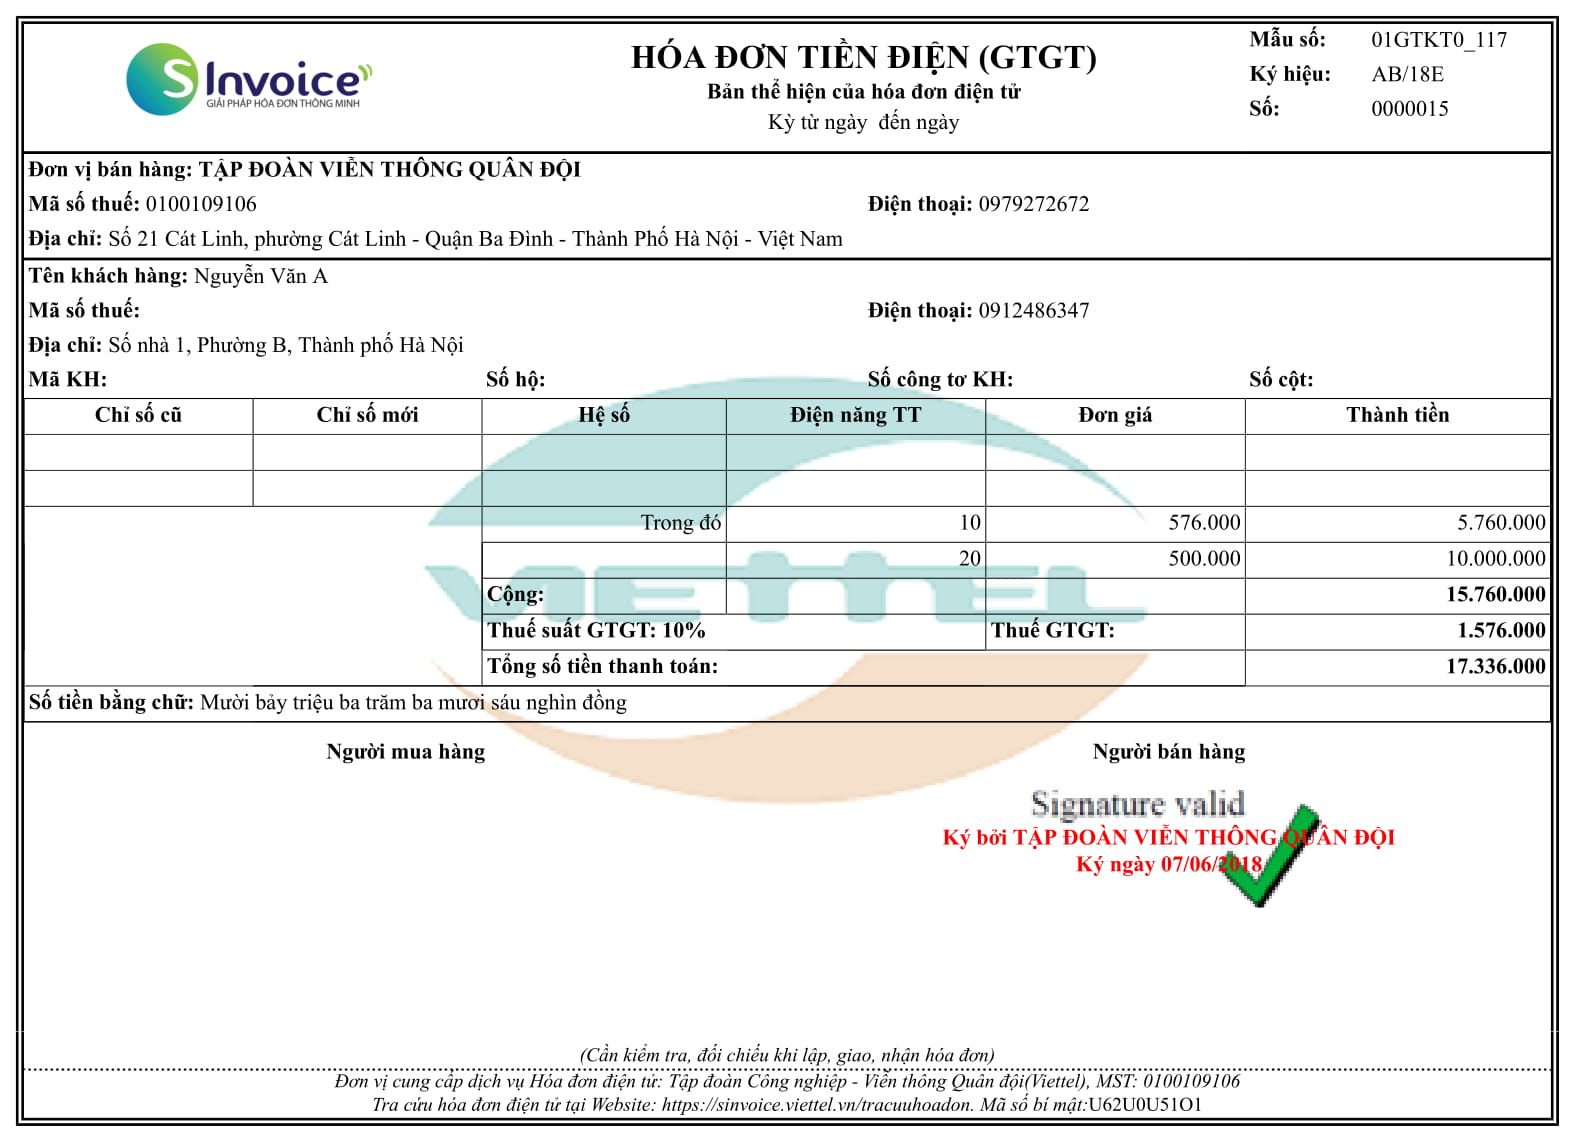 SInvoice
GIẢI PHÁP HÓA ĐƠN THÔNG MINH
HÓA ĐƠN TIỀN ĐIỆN (GTGT)
Bản thể hiện của hóa đơn điện tử
Kỳ từ ngày đến ngày
Mẫu số: 01GTKT0_117
Ký hiệu: AB/18E
Số: 0000015
Đơn vị bán hàng: TẬP ĐOÀN VIỄN THÔNG QUÂN ĐỘI
Mã số thuế: 0100109106 Điện thoại: 0979272672
Địa chỉ: Số 21 Cát Linh, phường Cát Linh - Quận Ba Đình - Thành Phố Hà Nội - Việt Nam
Tên khách hàng: Nguyễn Văn A
Mã số thuế: Điện thoại: 0912486347
Địa chỉ: Số nhà 1, Phường B, Thành phố Hà Nội
Mã KH: Số hộ: Số công tơ KH: Số cột:
Chỉ số cũ Chỉ số mới Hệ số Điện năng TT Đơn giá Thành tiền
Trong đó 10 576.000 5.760.000
20 500.000 10.000.000
VIETTEL
Cộng: 15.760.000
Thuế suất GTGT: 10% Thuế GTGT: 1.576.000
Tổng số tiền thanh toán: 17.336.000
Số tiền bằng chữ: Mười bảy triệu ba trăm ba mươi sáu nghìn đồng
Người mua hàng Người bán hàng
Signature valid
Ký bởi TẬP ĐOÀN VIỄN THÔNG QUÂN ĐỘI
Ký ngày 07/06/2018
(Cần kiểm tra, đối chiếu khi lập, giao, nhận hóa đơn)
Đơn vị cung cấp dịch vụ Hóa đơn điện tử: Tập đoàn Công nghiệp - Viễn thông Quân đội(Viettel), MST: 0100109106
Tra cứu hóa đơn điện tử tại Website: https://sinvoice.viettel.vn/tracuuhoadon. Mã số bí mật:U62U0U51O1